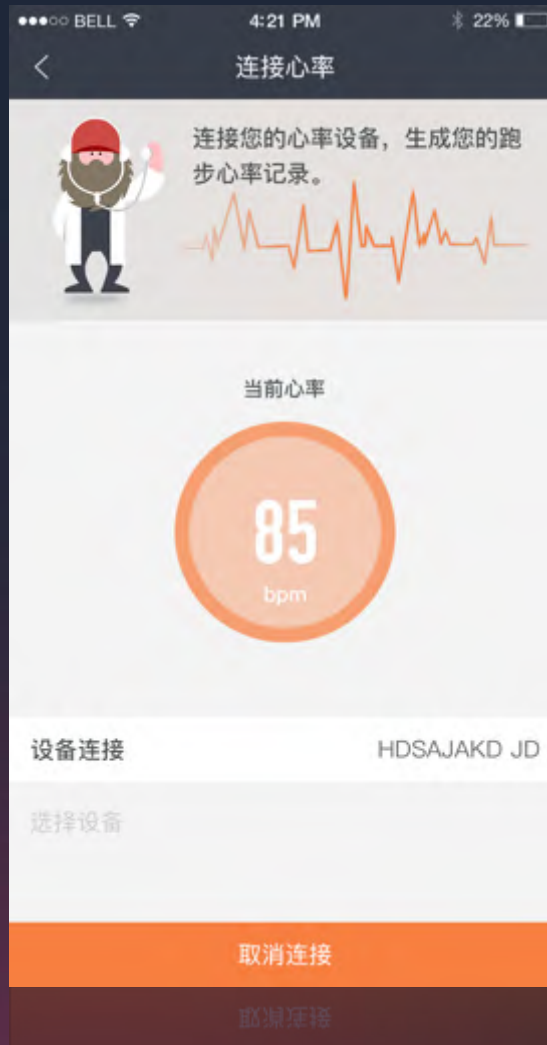 BELL 4:21 PM 22%
连接心率
连接您的心率设备，生成您的跑
步心率记录。
当前心率
85
bpm
设备连接 HDSAJAKD JD
选择设备
取消连接